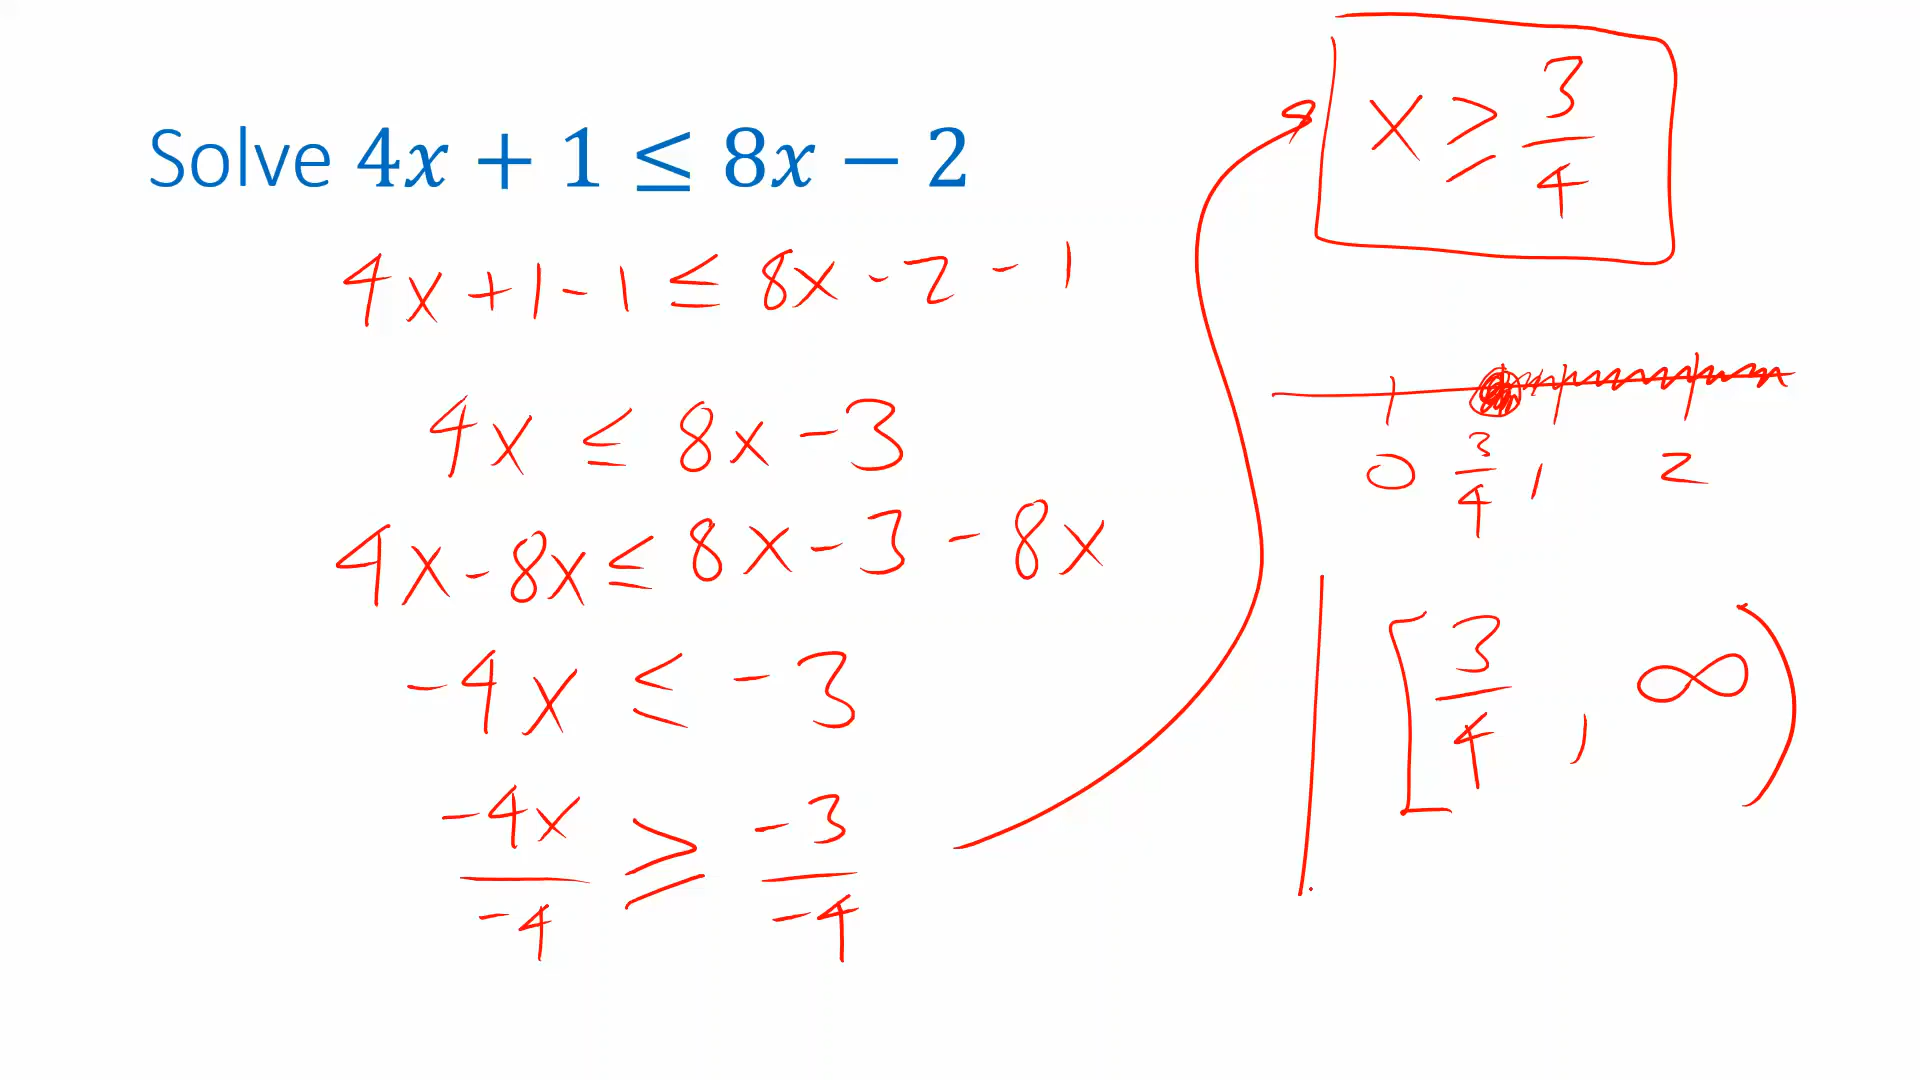 Solve 4x + 1 ≤ 8x − 2
4x + 1 - 1 ≤ 8x - 2 - 1
4x ≤ 8x - 3
4x - 8x ≤ 8x - 3 - 8x
-4x ≤ -3
-4x/-4 ≥ -3/-4
x ≥ 3/4
0 3/4 1 2
[3/4, ∞)